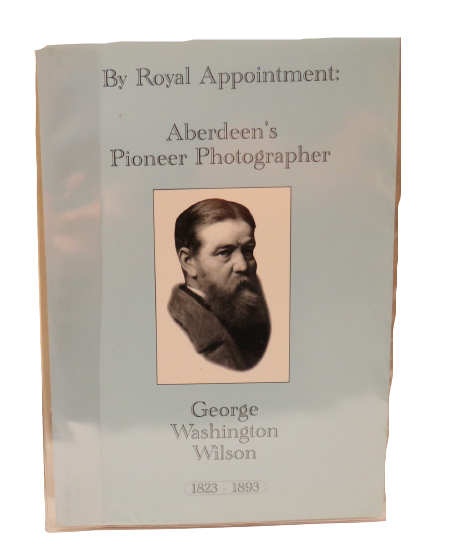 By Royal Appointment:
Aberdeen's
Pioneer Photographer
George
Washington
Wilson
1823 - 1893